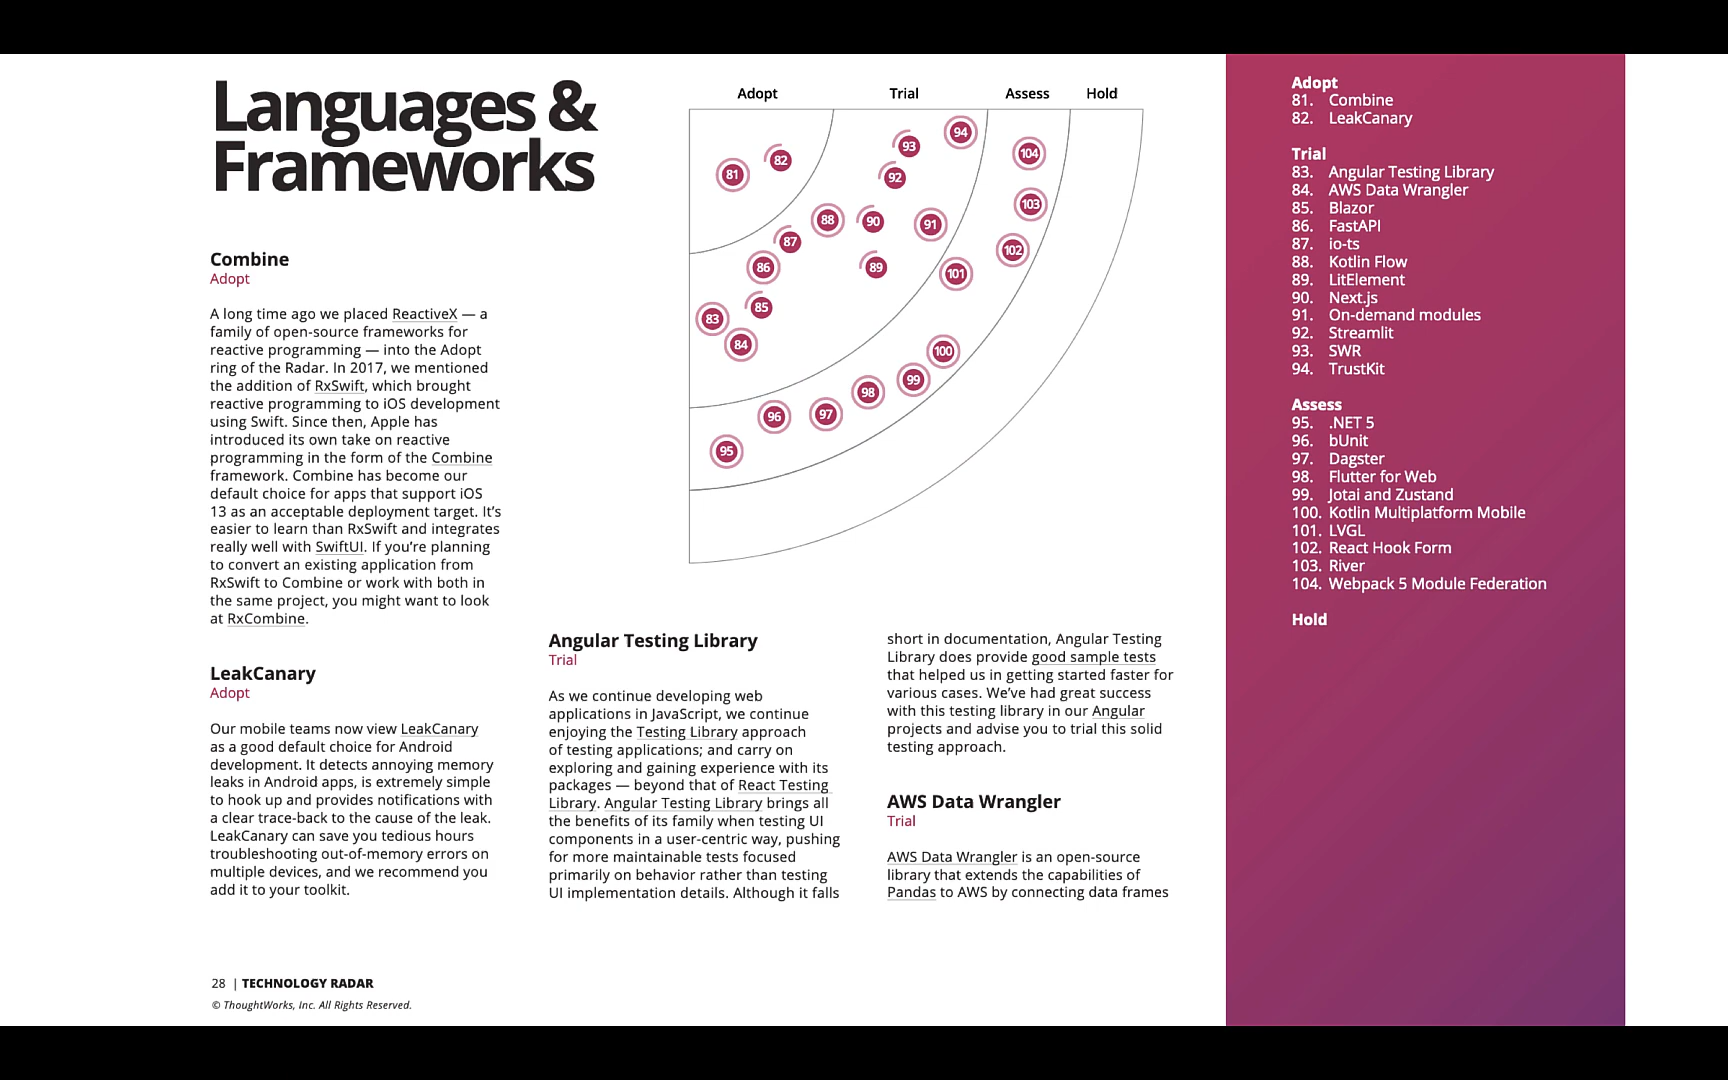 Languages &
Frameworks
Combine
Adopt
A long time ago we placed ReactiveX — a
family of open-source frameworks for
reactive programming — into the Adopt
ring of the Radar. In 2017, we mentioned
the addition of RxSwift, which brought
reactive programming to iOS development
using Swift. Since then, Apple has
introduced its own take on reactive
programming in the form of the Combine
framework. Combine has become our
default choice for apps that support iOS
13 as an acceptable deployment target. It's
easier to learn than RxSwift and integrates
really well with SwiftUI. If you're planning
to convert an existing application from
RxSwift to Combine or work with both in
the same project, you might want to look
at RxCombine.
LeakCanary
Adopt
Our mobile teams now view LeakCanary
as a good default choice for Android
development. It detects annoying memory
leaks in Android apps, is extremely simple
to hook up and provides notifications with
a clear trace-back to the cause of the leak.
LeakCanary can save you tedious hours
troubleshooting out-of-memory errors on
multiple devices, and we recommend you
add it to your toolkit.
Adopt Trial Assess Hold
94
93
104
82
81
92
103
88
90
91
87
102
86
89
101
85
83
84
100
99
98
97
96
95
Angular Testing Library
Trial
As we continue developing web
applications in JavaScript, we continue
enjoying the Testing Library approach
of testing applications; and carry on
exploring and gaining experience with its
packages — beyond that of React Testing
Library. Angular Testing Library brings all
the benefits of its family when testing UI
components in a user-centric way, pushing
for more maintainable tests focused
primarily on behavior rather than testing
UI implementation details. Although it falls
short in documentation, Angular Testing
Library does provide good sample tests
that helped us in getting started faster for
various cases. We've had great success
with this testing library in our Angular
projects and advise you to trial this solid
testing approach.
AWS Data Wrangler
Trial
AWS Data Wrangler is an open-source
library that extends the capabilities of
Pandas to AWS by connecting data frames
Adopt
81. Combine
82. LeakCanary
Trial
83. Angular Testing Library
84. AWS Data Wrangler
85. Blazor
86. FastAPI
87. io-ts
88. Kotlin Flow
89. LitElement
90. Next.js
91. On-demand modules
92. Streamlit
93. SWR
94. TrustKit
Assess
95. .NET 5
96. bUnit
97. Dagster
98. Flutter for Web
99. Jotai and Zustand
100. Kotlin Multiplatform Mobile
101. LVGL
102. React Hook Form
103. River
104. Webpack 5 Module Federation
Hold
28 | TECHNOLOGY RADAR
© ThoughtWorks, Inc. All Rights Reserved.